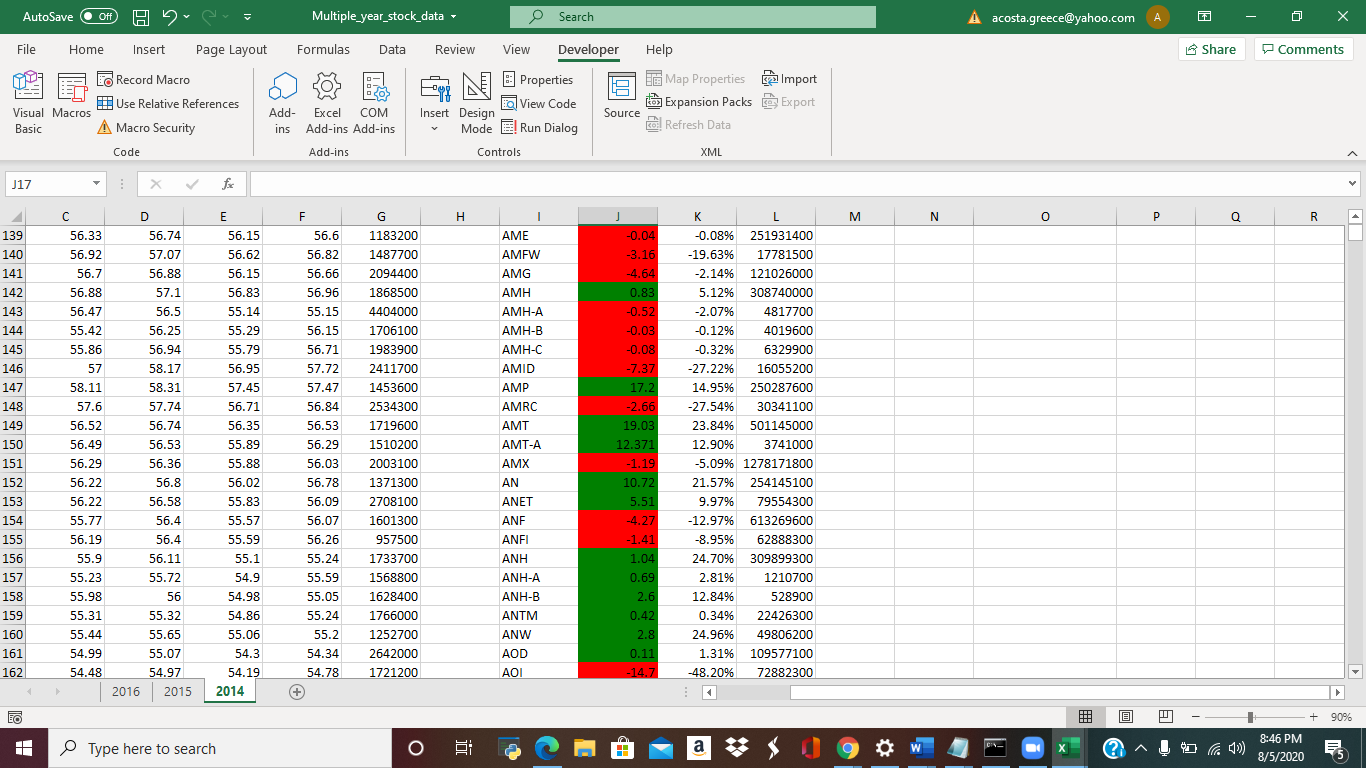 AutoSave Off Multiple_year_stock_data Search acosta.greece@yahoo.com A
File Home Insert Page Layout Formulas Data Review View Developer Help Share Comments
Visual Basic Macros Record Macro Use Relative References Macro Security
Add-ins Excel Add-ins COM Add-ins
Insert Design Mode Properties View Code Run Dialog
Source Map Properties Expansion Packs Refresh Data Import Export
Code Add-ins Controls XML
J17 fx
C D E F G H I J K L M N O P Q R
139 56.33 56.74 56.15 56.6 1183200 AME -0.04 -0.08% 251931400
140 56.92 57.07 56.62 56.82 1487700 AMFW -3.16 -19.63% 17781500
141 56.7 56.88 56.15 56.66 2094400 AMG -4.64 -2.14% 121026000
142 56.88 57.1 56.83 56.96 1868500 AMH 0.83 5.12% 308740000
143 56.47 56.5 55.14 55.15 4404000 AMH-A -0.52 -2.07% 4817700
144 55.42 56.25 55.29 56.15 1706100 AMH-B -0.03 -0.12% 4019600
145 55.86 56.94 55.79 56.71 1983900 AMH-C -0.08 -0.32% 6329900
146 57 58.17 56.95 57.72 2411700 AMID -7.37 -27.22% 16055200
147 58.11 58.31 57.45 57.47 1453600 AMP 17.2 14.95% 250287600
148 57.6 57.74 56.71 56.84 2534300 AMRC -2.66 -27.54% 30341100
149 56.52 56.74 56.35 56.53 1719600 AMT 19.03 23.84% 501145000
150 56.49 56.53 55.89 56.29 1510200 AMT-A 12.371 12.90% 3741000
151 56.29 56.36 55.88 56.03 2003100 AMX -1.19 -5.09% 1278171800
152 56.22 56.8 56.02 56.78 1371300 AN 10.72 21.57% 254145100
153 56.22 56.58 55.83 56.09 2708100 ANET 5.51 9.97% 79554300
154 55.77 56.4 55.57 56.07 1601300 ANF -4.27 -12.97% 613269600
155 56.19 56.4 55.59 56.26 957500 ANFI -1.41 -8.95% 62888300
156 55.9 56.11 55.1 55.24 1733700 ANH 1.04 24.70% 309899300
157 55.23 55.72 54.9 55.59 1568800 ANH-A 0.69 2.81% 1210700
158 55.98 56 54.98 55.05 1628400 ANH-B 2.6 12.84% 528900
159 55.31 55.32 54.86 55.24 1766000 ANTM 0.42 0.34% 22426300
160 55.44 55.65 55.06 55.2 1252700 ANW 2.8 24.96% 49806200
161 54.99 55.07 54.3 54.34 2642000 AOD 0.11 1.31% 109577100
162 54.48 54.97 54.19 54.78 1721200 AOI -14.7 -48.20% 72882300
2016 2015 2014
90%
Type here to search
8:46 PM
8/5/2020
5